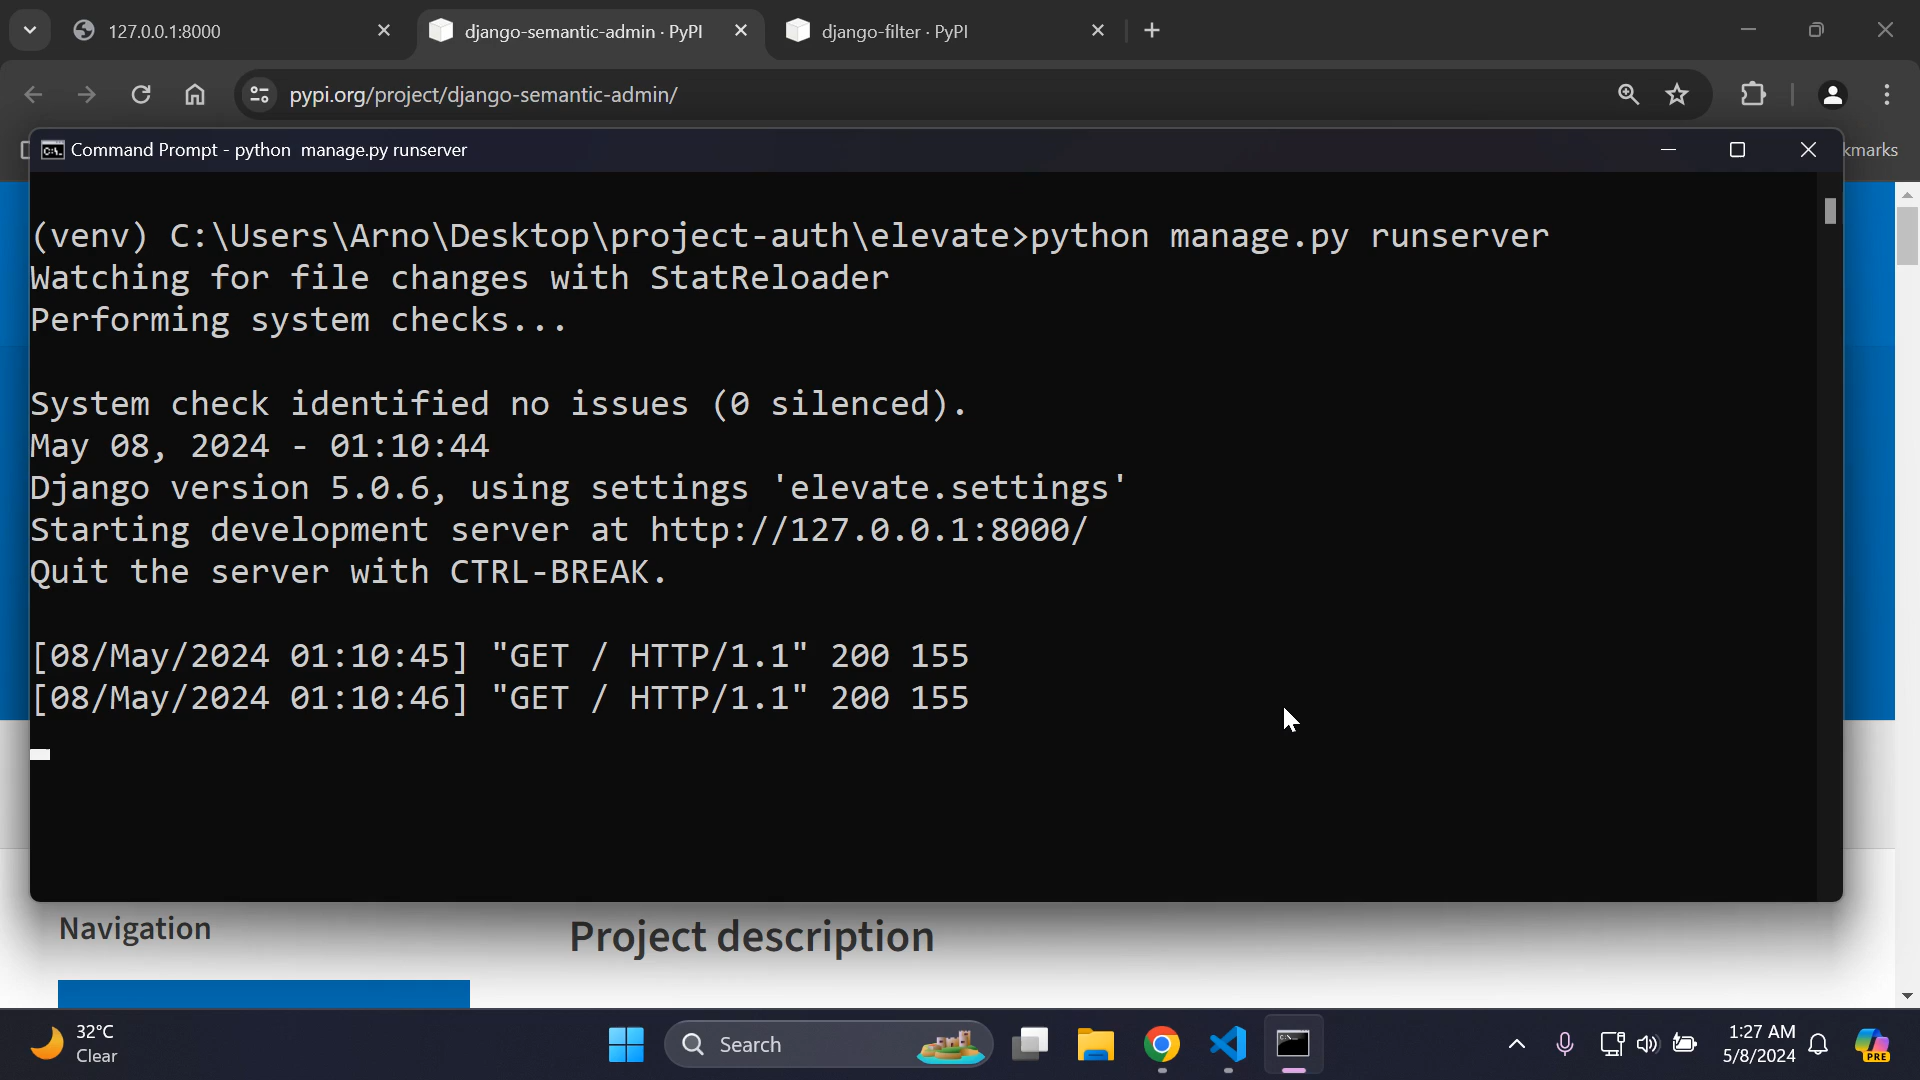 127.0.0.1:8000
django-semantic-admin · PyPI
django-filter · PyPI
pypi.org/project/django-semantic-admin/
kmarks
Command Prompt - python  manage.py runserver
(venv) C:\Users\Arno\Desktop\project-auth\elevate>python manage.py runserver
Watching for file changes with StatReloader
Performing system checks...
System check identified no issues (0 silenced).
May 08, 2024 - 01:10:44
Django version 5.0.6, using settings 'elevate.settings'
Starting development server at http://127.0.0.1:8000/
Quit the server with CTRL-BREAK.
[08/May/2024 01:10:45] "GET / HTTP/1.1" 200 155
[08/May/2024 01:10:46] "GET / HTTP/1.1" 200 155
Navigation
Project description
32°C
Clear
Search
1:27 AM
5/8/2024
PRE